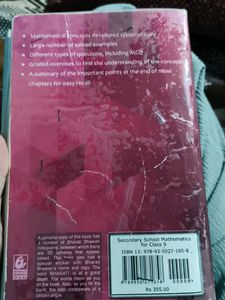 Mathematical concepts developed systematically
Large number of solved examples
Different types of questions, including MCQ
Graded exercises to test the understanding of the concepts
A summary of the important points at the end of most
chapters for easy recall
A genuine copy of this book has
a number of Bharat Bhawan
holograms between which there
are 3D spheres that appear
raised. The book also has a
special sticker with Bharati
Bhawan's name and logo. The
word 'BHARATI' is at a great
depth. The words move as you
tilt the book. Also, as you tilt the
book, the logo disappears at a
certain angle.
Secondary School Mathematics
for Class 9
ISBN 13: 978-93-5027-185-8
9 789350 271858 00000
Rs 355.00